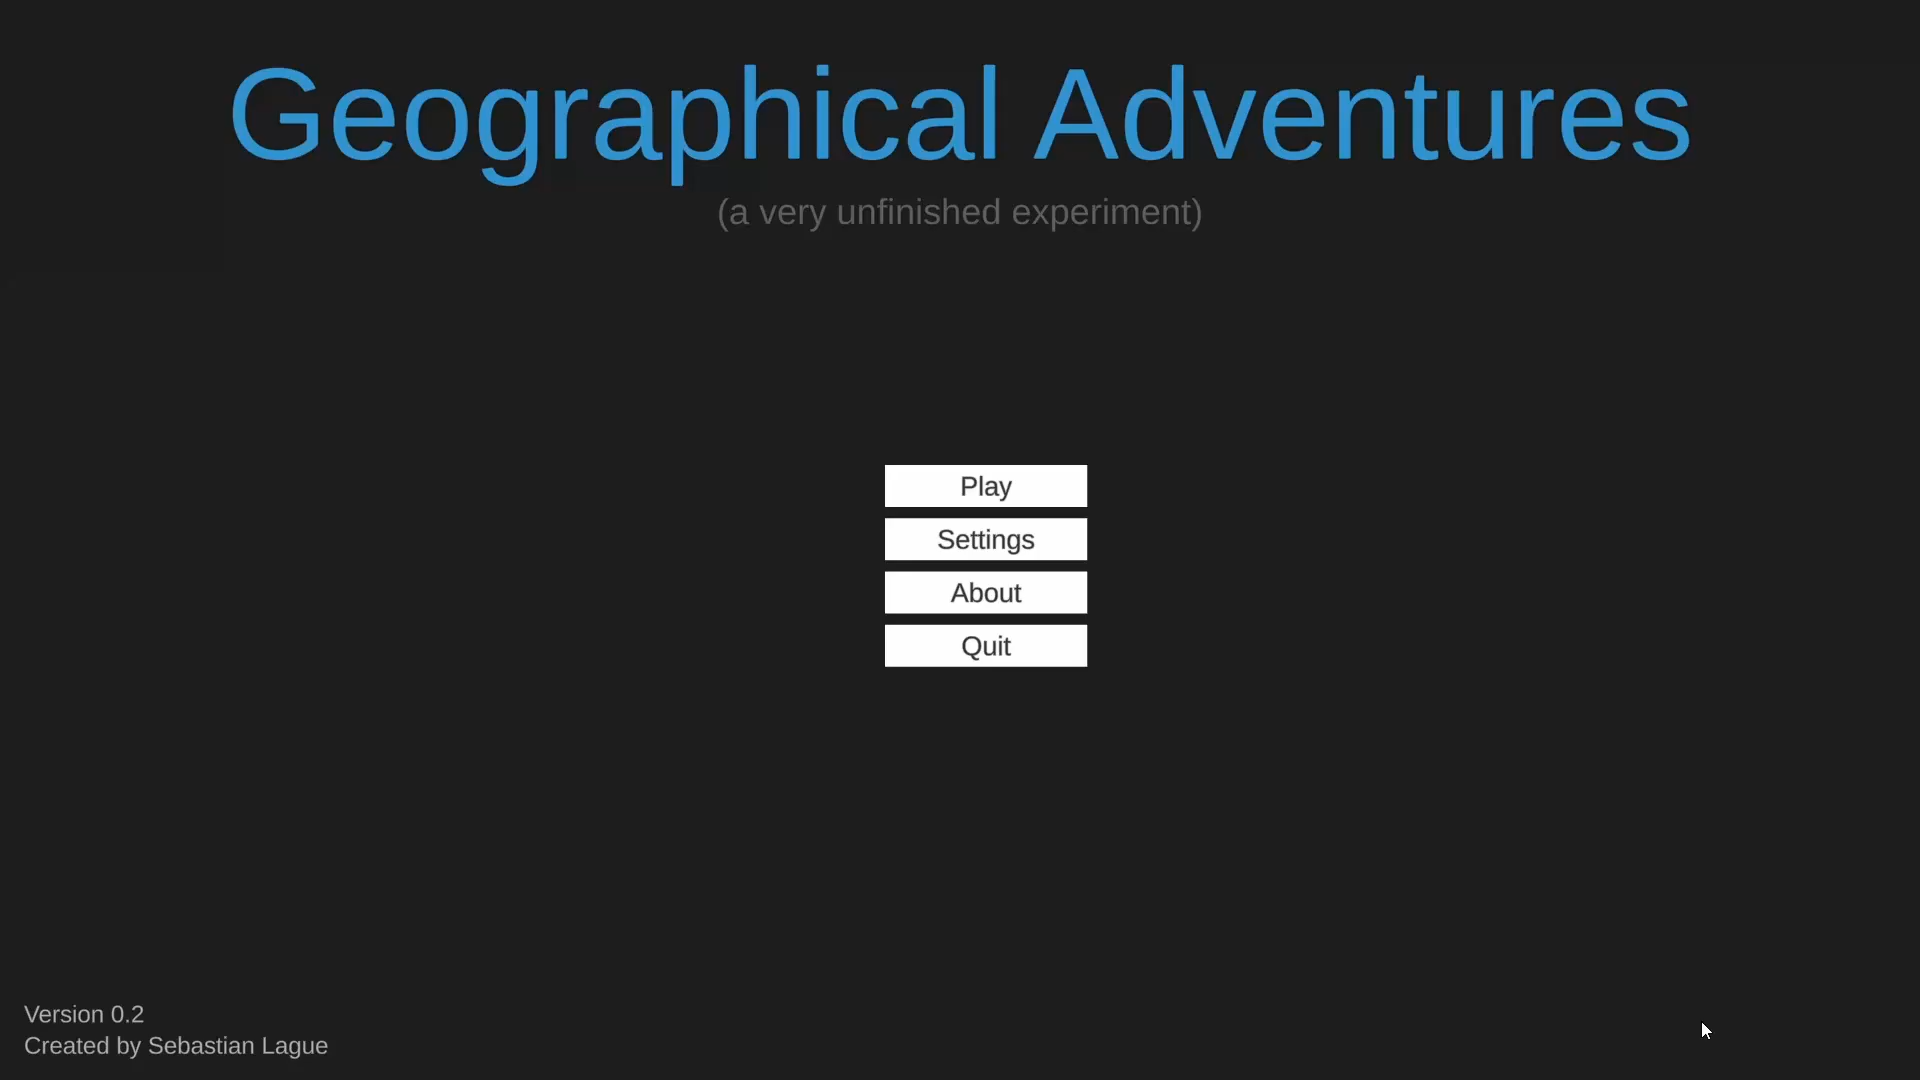 Geographical Adventures
(a very unfinished experiment)
Play
Settings
About
Quit
Version 0.2
Created by Sebastian Lague